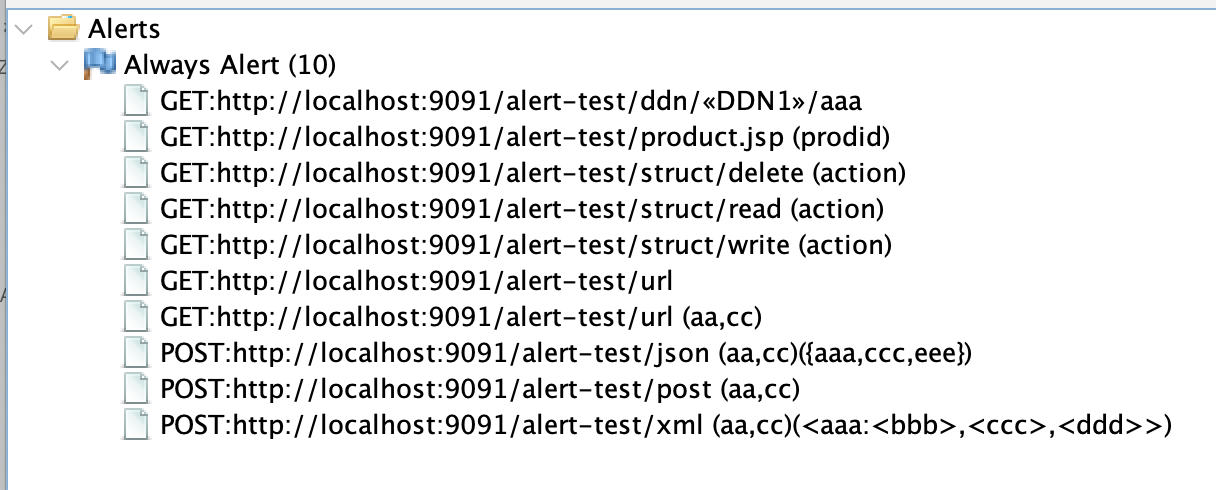 Alerts
Always Alert (10)
GET:http://localhost:9091/alert-test/ddn/«DDN1»/aaa
GET:http://localhost:9091/alert-test/product.jsp (prodid)
GET:http://localhost:9091/alert-test/struct/delete (action)
GET:http://localhost:9091/alert-test/struct/read (action)
GET:http://localhost:9091/alert-test/struct/write (action)
GET:http://localhost:9091/alert-test/url
GET:http://localhost:9091/alert-test/url (aa,cc)
POST:http://localhost:9091/alert-test/json (aa,cc)({aaa,ccc,eee})
POST:http://localhost:9091/alert-test/post (aa,cc)
POST:http://localhost:9091/alert-test/xml (aa,cc)(<aaa:<bbb>,<ccc>,<ddd>>)